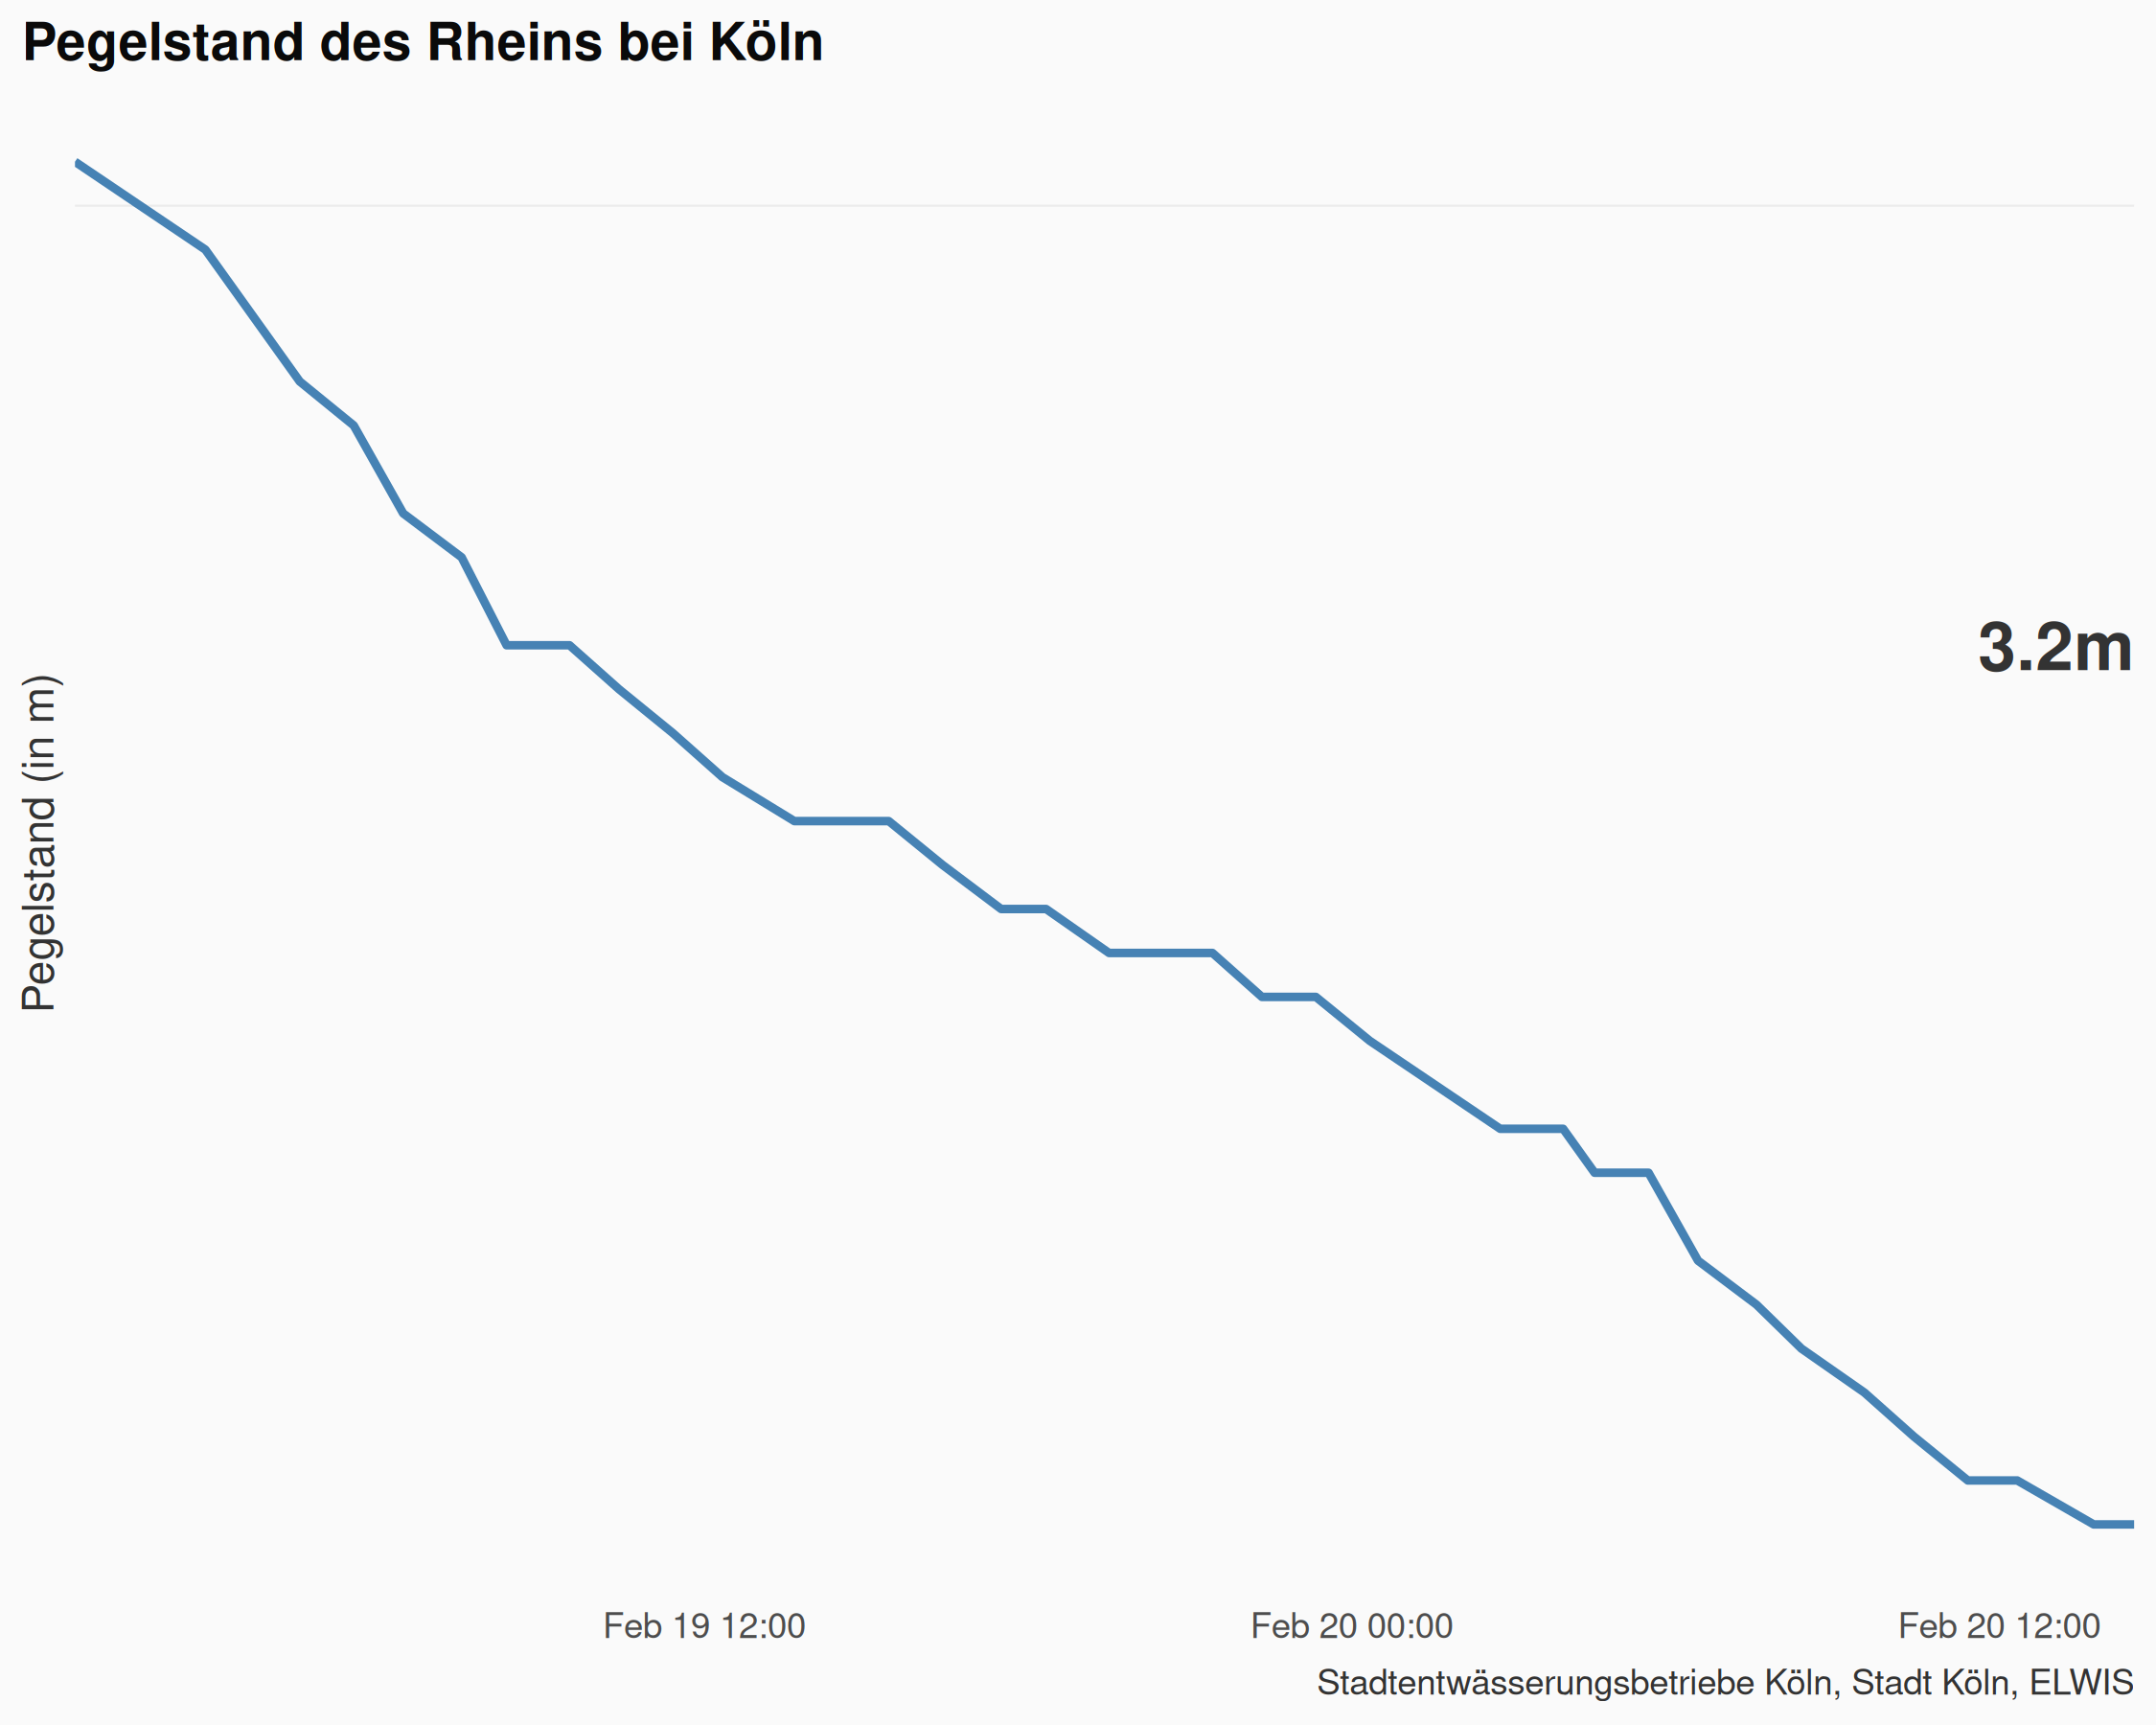 Pegelstand des Rheins bei Köln
3.2m
Pegelstand (in m)
Feb 19 12:00
Feb 20 00:00
Feb 20 12:00
Stadtentwässerungsbetriebe Köln, Stadt Köln, ELWIS